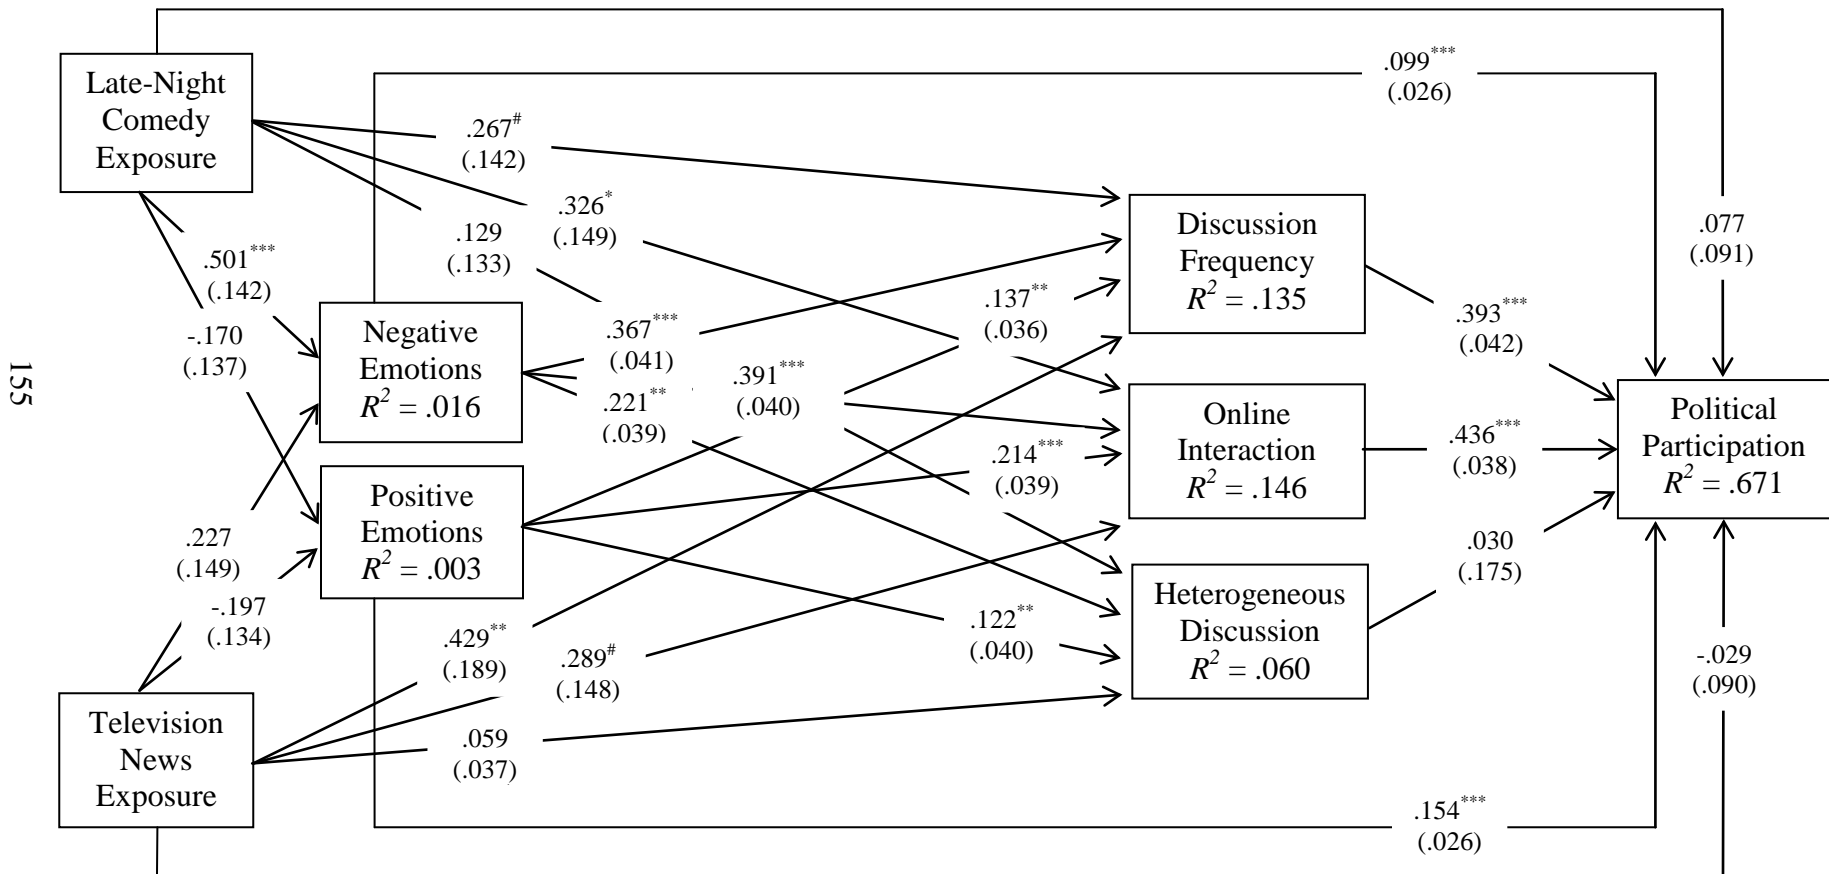 155
Late-Night
Comedy
Exposure
.099***
(.026)
.267#
(.142)
.326*
(.149)
.129
(.133)
.501***
(.142)
-.170
(.137)
Discussion
Frequency
R² = .135
.077
(.091)
Negative
Emotions
R² = .016
.367***
(.041)
.137**
(.036)
.393***
(.042)
.221**
(.039)
.391***
(.040)
Online
Interaction
R² = .146
.436***
(.038)
Political
Participation
R² = .671
Positive
Emotions
R² = .003
.214***
(.039)
.227
(.149)
-.197
(.134)
.030
(.175)
Heterogeneous
Discussion
R² = .060
.429**
(.189)
.289#
(.148)
.122**
(.040)
-.029
(.090)
Television
News
Exposure
.059
(.037)
.154***
(.026)